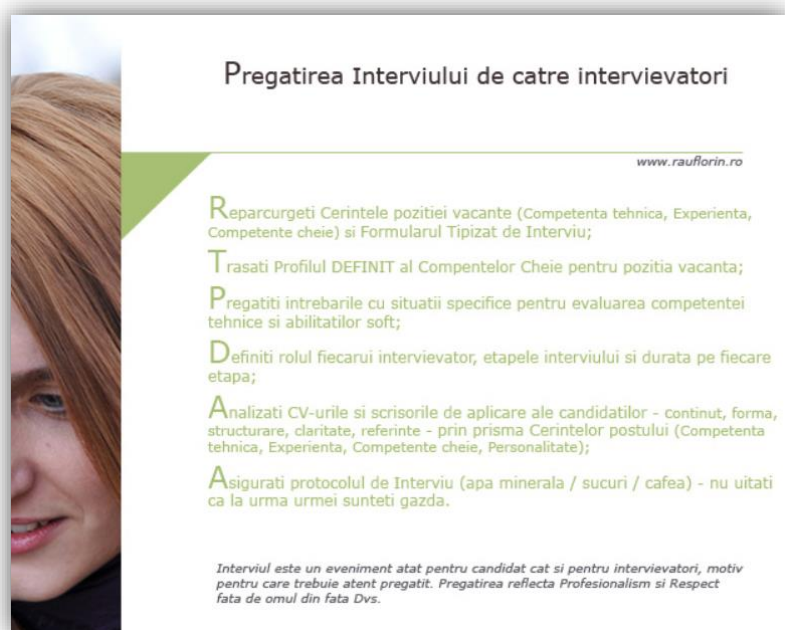 Pregatirea Interviului de catre intervievatori
www.rauflorin.ro
Reparcurgeti Cerintele pozitiei vacante (Competenta tehnica, Experienta,
Competente cheie) si Formularul Tipizat de Interviu;
Trasati Profilul DEFINIT al Compentelor Cheie pentru pozitia vacanta;
Pregatiti intrebarile cu situatii specifice pentru evaluarea competentei
tehnice si abilitatilor soft;
Definiti rolul fiecarui intervievator, etapele interviului si durata pe fiecare
etapa;
Analizati CV-urile si scrisorile de aplicare ale candidatilor - continut, forma,
structurare, claritate, referinte - prin prisma Cerintelor postului (Competenta
tehnica, Experienta, Competente cheie, Personalitate);
Asigurati protocolul de Interviu (apa minerala / sucuri / cafea) - nu uitati
ca la urma urmei sunteti gazda.
Interviul este un eveniment atat pentru candidat cat si pentru intervievatori, motiv
pentru care trebuie atent pregatit. Pregatirea reflecta Profesionalism si Respect
fata de omul din fata Dvs.